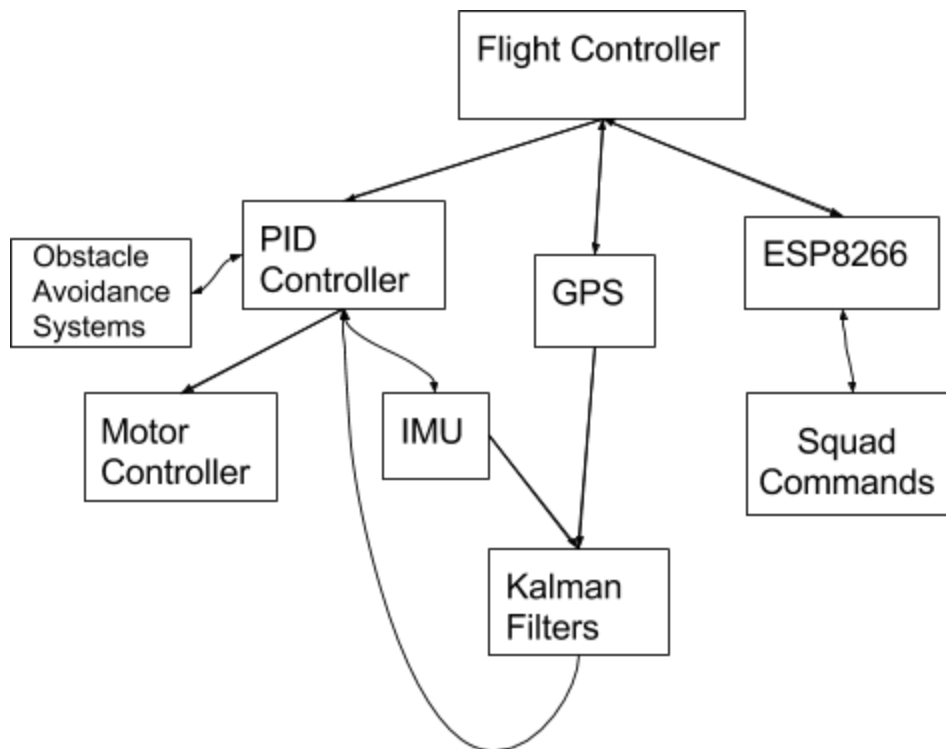 Flight Controller
PID
Controller
Obstacle
Avoidance
Systems
GPS
ESP8266
Motor
Controller
IMU
Squad
Commands
Kalman
Filters